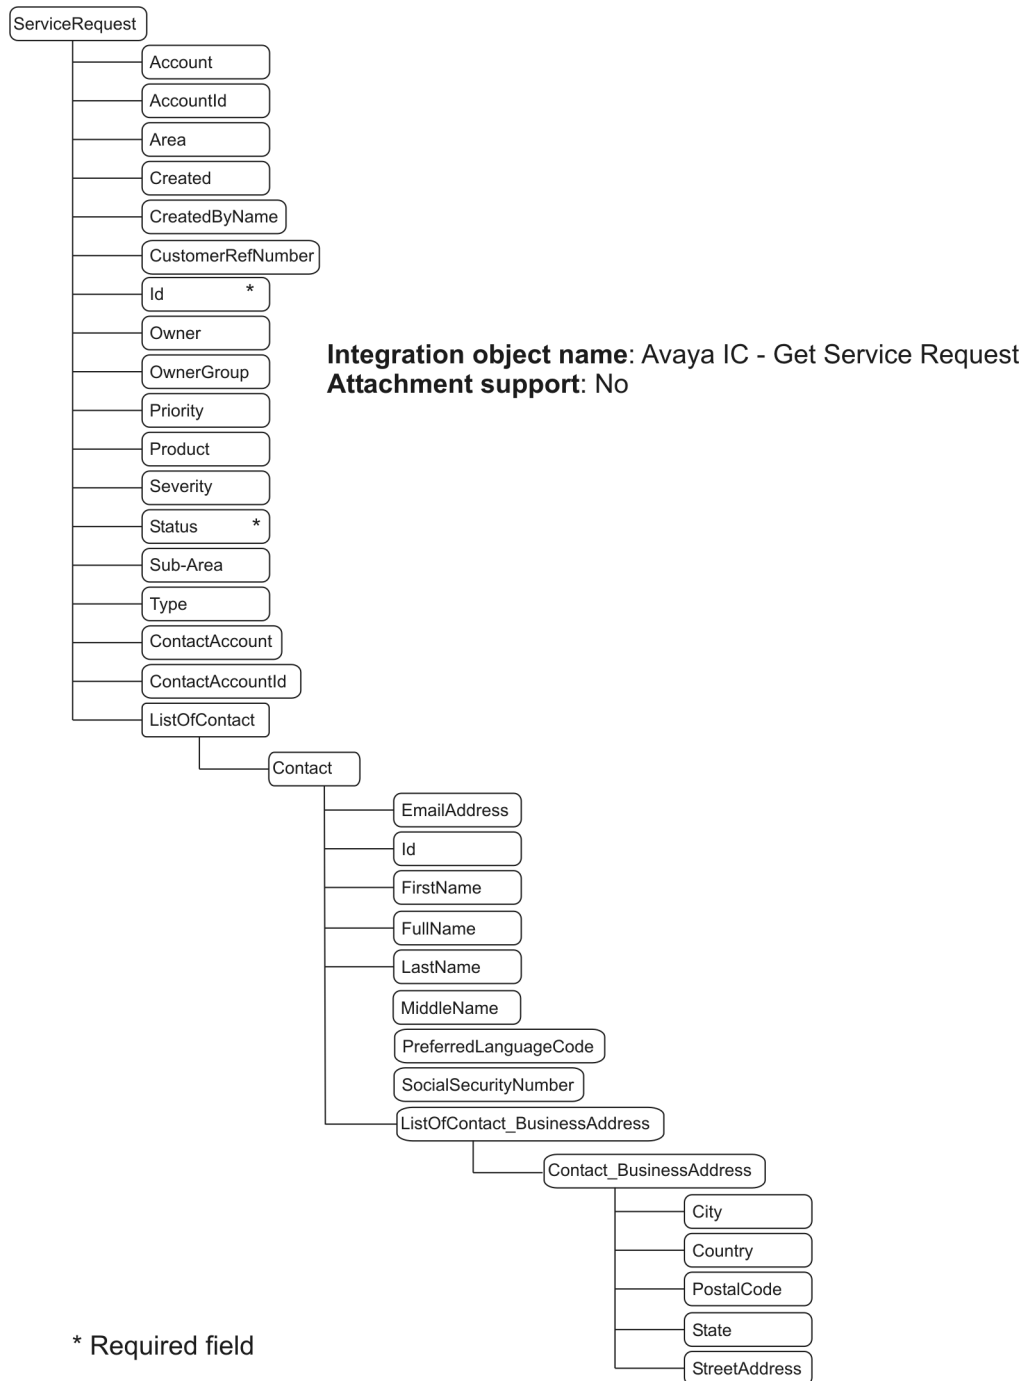 ServiceRequest
Account
AccountId
Area
Created
CreatedByName
CustomerRefNumber
Id *
Owner
Integration object name: Avaya IC - Get Service Request
OwnerGroup
Attachment support: No
Priority
Product
Severity
Status *
Sub-Area
Type
ContactAccount
ContactAccountId
ListOfContact
Contact
EmailAddress
Id
FirstName
FullName
LastName
MiddleName
PreferredLanguageCode
SocialSecurityNumber
ListOfContact_BusinessAddress
Contact_BusinessAddress
City
Country
PostalCode
State
* Required field
StreetAddress